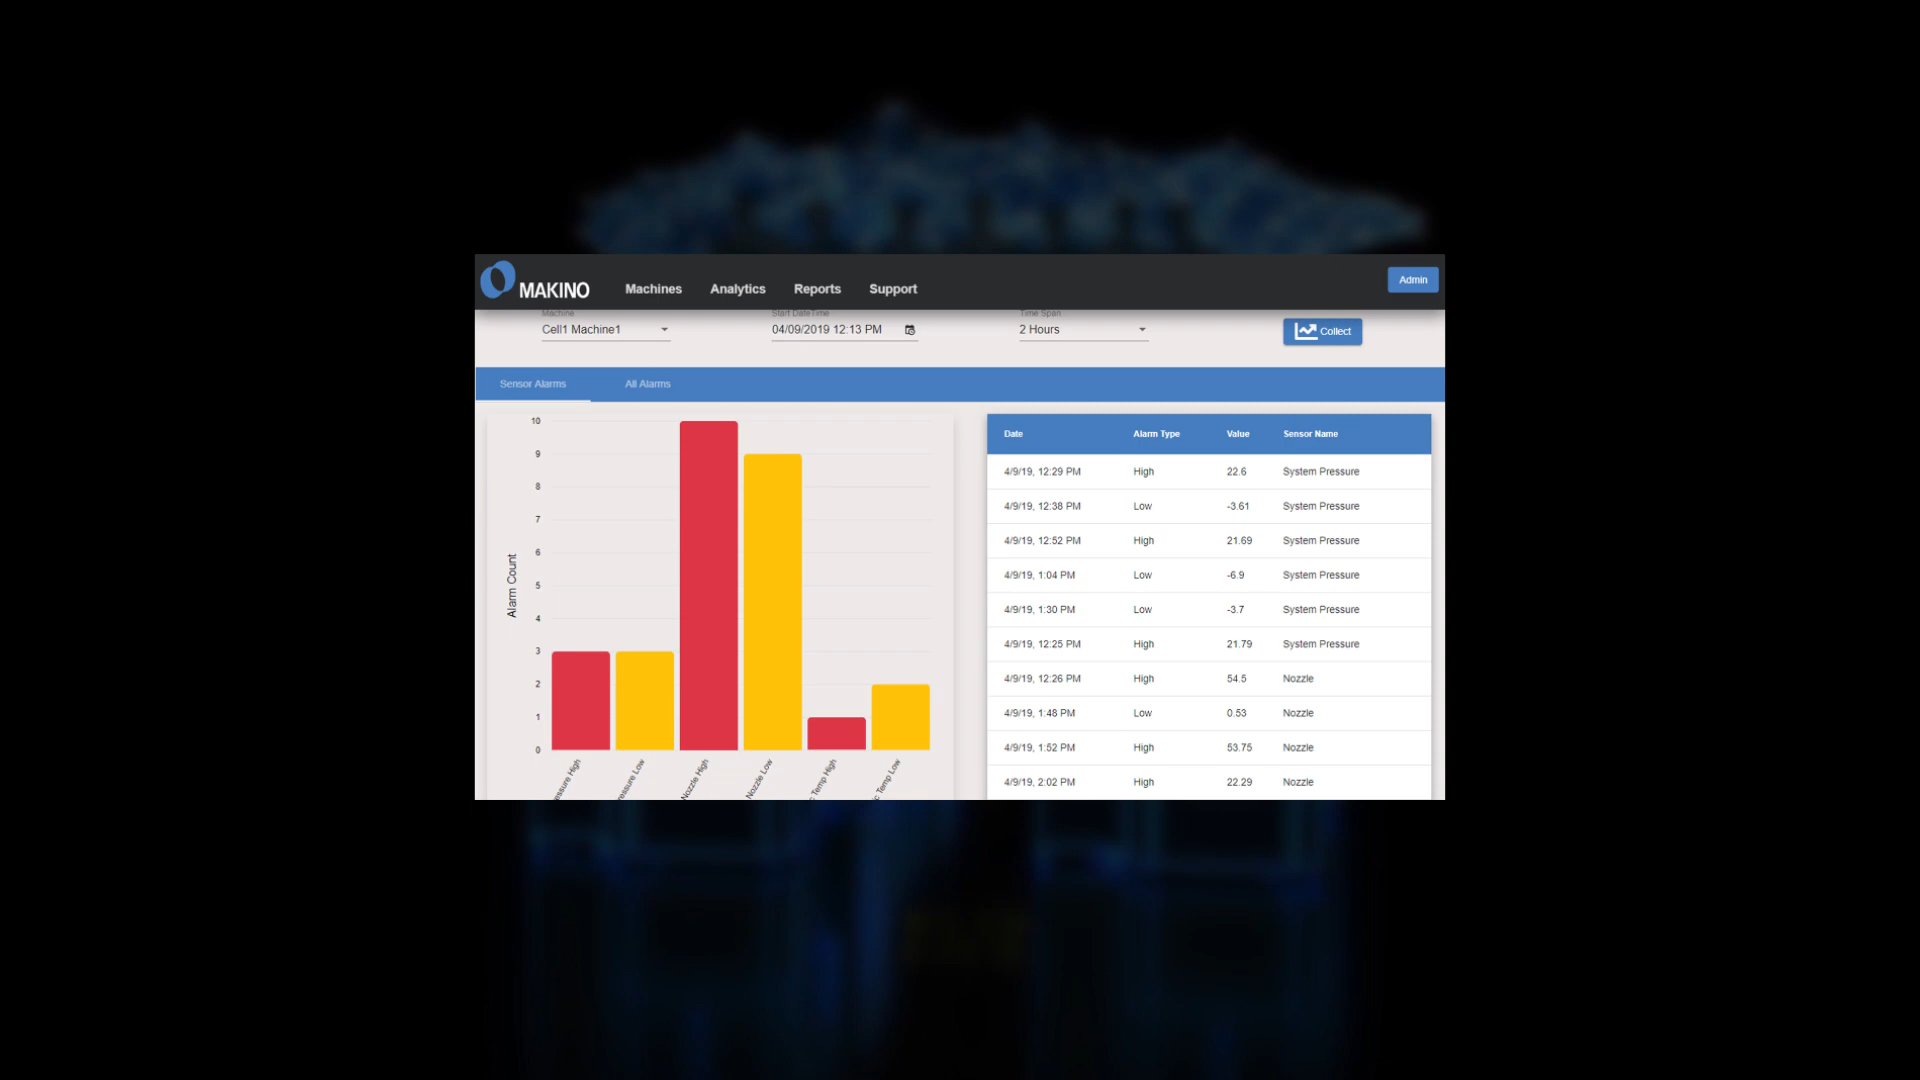 MAKINO
Machines Analytics Reports Support
Admin
Machine Start DateTime Time Span
Cell1 Machine1 04/09/2019 12:13 PM 2 Hours Collect
Sensor Alarms All Alarms
10
9
8
7
6
5
4
3
2
1
0
Alarm Count
Nozzle High
Nozzle Low
Temp High
Temp Low
Date Alarm Type Value Sensor Name
4/9/19, 12:29 PM High 22.6 System Pressure
4/9/19, 12:38 PM Low -3.61 System Pressure
4/9/19, 12:52 PM High 21.69 System Pressure
4/9/19, 1:04 PM Low -6.9 System Pressure
4/9/19, 1:30 PM Low -3.7 System Pressure
4/9/19, 12:25 PM High 21.79 System Pressure
4/9/19, 12:26 PM High 54.5 Nozzle
4/9/19, 1:48 PM Low 0.53 Nozzle
4/9/19, 1:52 PM High 53.75 Nozzle
4/9/19, 2:02 PM High 22.29 Nozzle